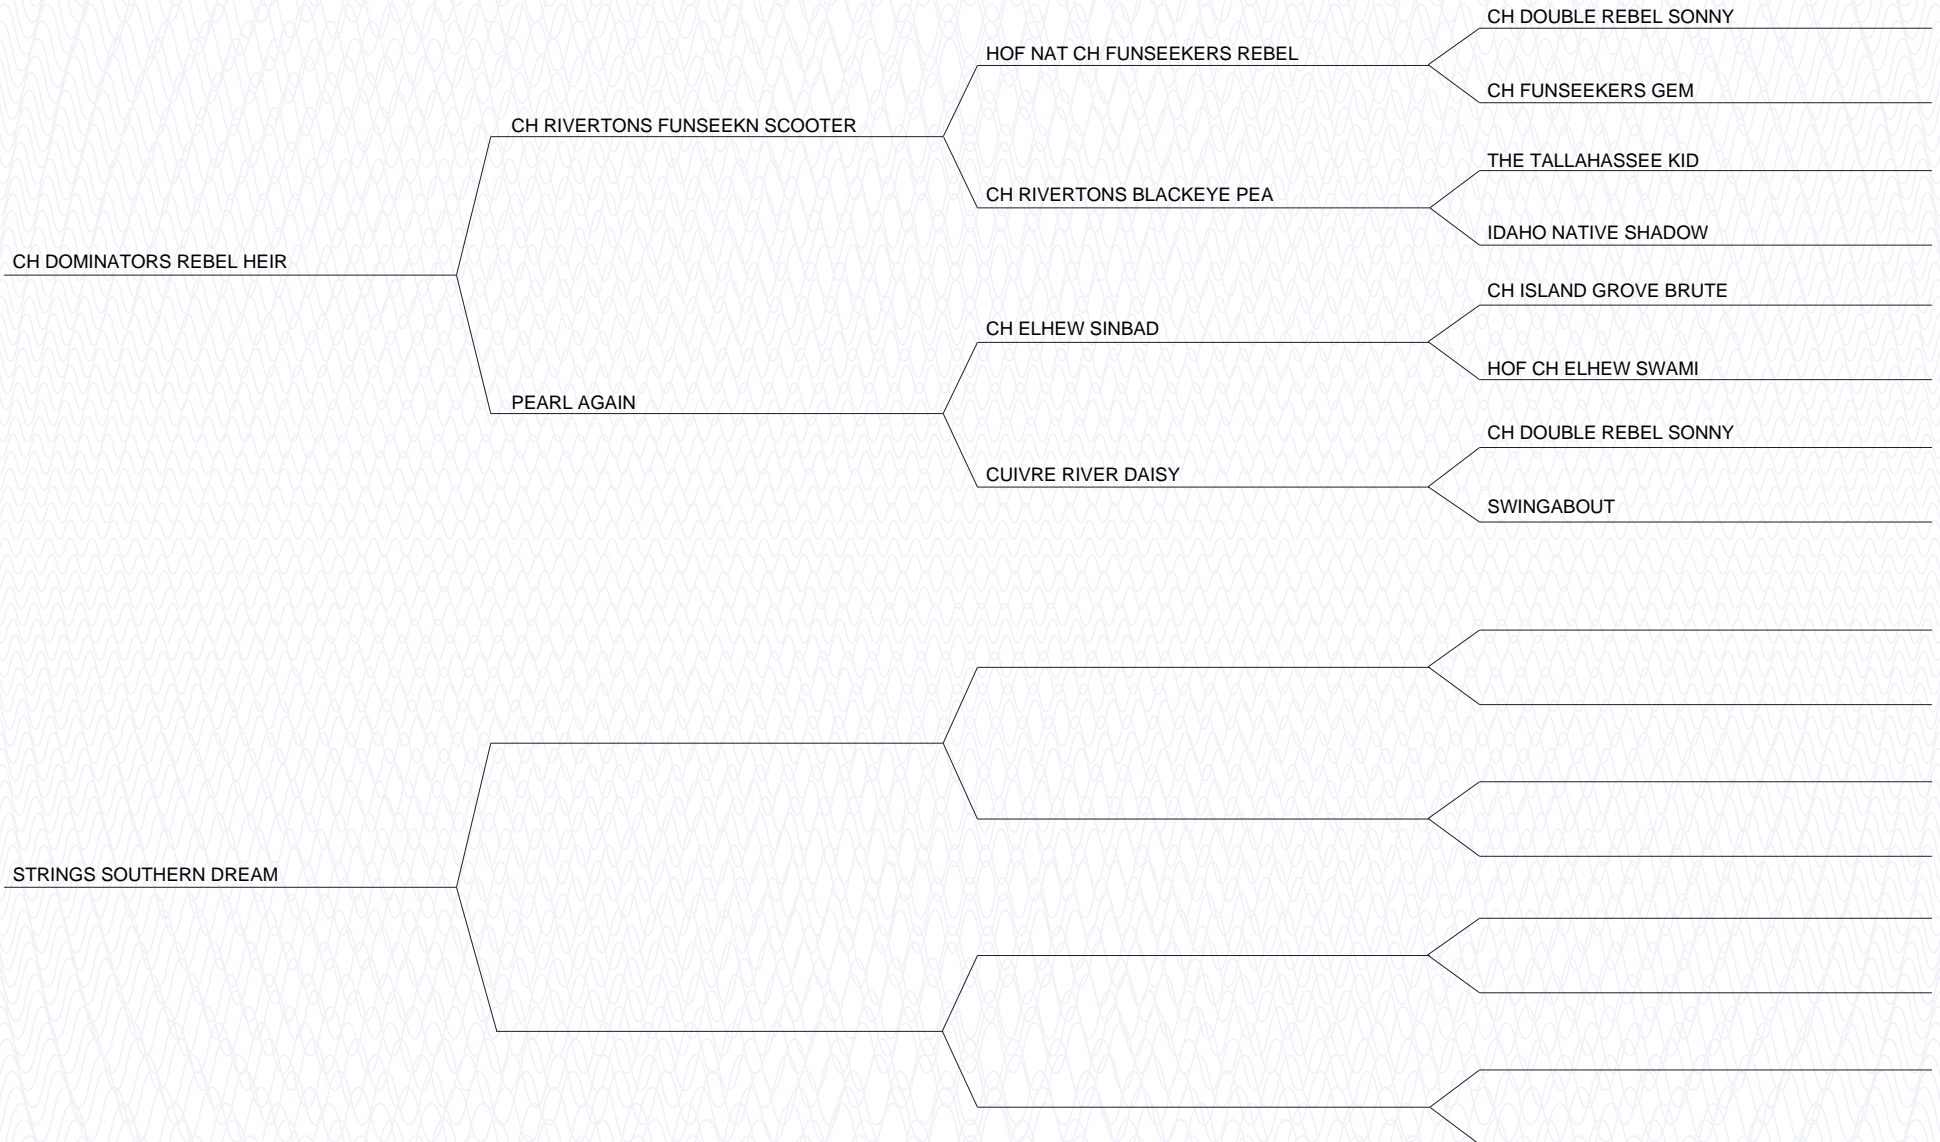 CH DOUBLE REBEL SONNY
HOF NAT CH FUNSEEKERS REBEL
CH FUNSEEKERS GEM
CH RIVERTONS FUNSEEKN SCOOTER
THE TALLAHASSEE KID
CH RIVERTONS BLACKEYE PEA
IDAHO NATIVE SHADOW
CH DOMINATORS REBEL HEIR
CH ISLAND GROVE BRUTE
CH ELHEW SINBAD
HOF CH ELHEW SWAMI
PEARL AGAIN
CH DOUBLE REBEL SONNY
CUIVRE RIVER DAISY
SWINGABOUT
STRINGS SOUTHERN DREAM